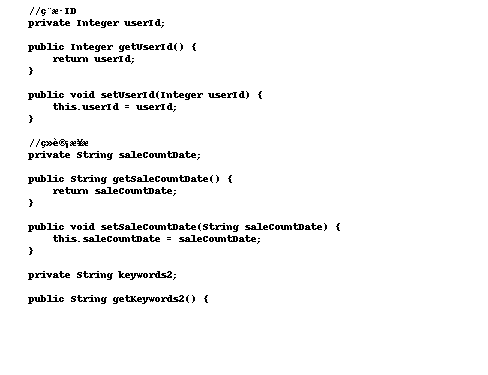 //ç¨æ·ID
private Integer userId;
public Integer getUserId() {
return userId;
}
public void setUserId(Integer userId) {
this.userId = userId;
}
//ç»è®¡æ¥æ
private String saleCountDate;
public String getSaleCountDate() {
return saleCountDate;
}
public void setSaleCountDate(String saleCountDate) {
this.saleCountDate = saleCountDate;
}
private String keywords2;
public String getKeywords2() {